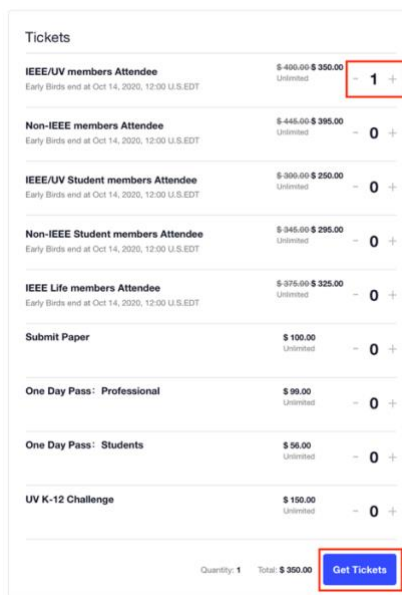 Tickets
IEEE/UV members Attendee $ 400.00 $ 350.00
Early Birds end at Oct 14, 2020, 12:00 U.S.EDT Unlimited - 1 +
Non-IEEE members Attendee $ 445.00 $ 395.00
Early Birds end at Oct 14, 2020, 12:00 U.S.EDT Unlimited - 0 +
IEEE/UV Student members Attendee $ 300.00 $ 250.00
Early Birds end at Oct 14, 2020, 12:00 U.S.EDT Unlimited - 0 +
Non-IEEE Student members Attendee $ 345.00 $ 295.00
Early Birds end at Oct 14, 2020, 12:00 U.S.EDT Unlimited - 0 +
IEEE Life members Attendee $ 375.00 $ 325.00
Early Birds end at Oct 14, 2020, 12:00 U.S.EDT Unlimited - 0 +
Submit Paper $ 100.00
Unlimited - 0 +
One Day Pass: Professional $ 99.00
Unlimited - 0 +
One Day Pass: Students $ 56.00
Unlimited - 0 +
UV K-12 Challenge $ 150.00
Unlimited - 0 +
Quantity: 1 Total: $ 350.00 Get Tickets